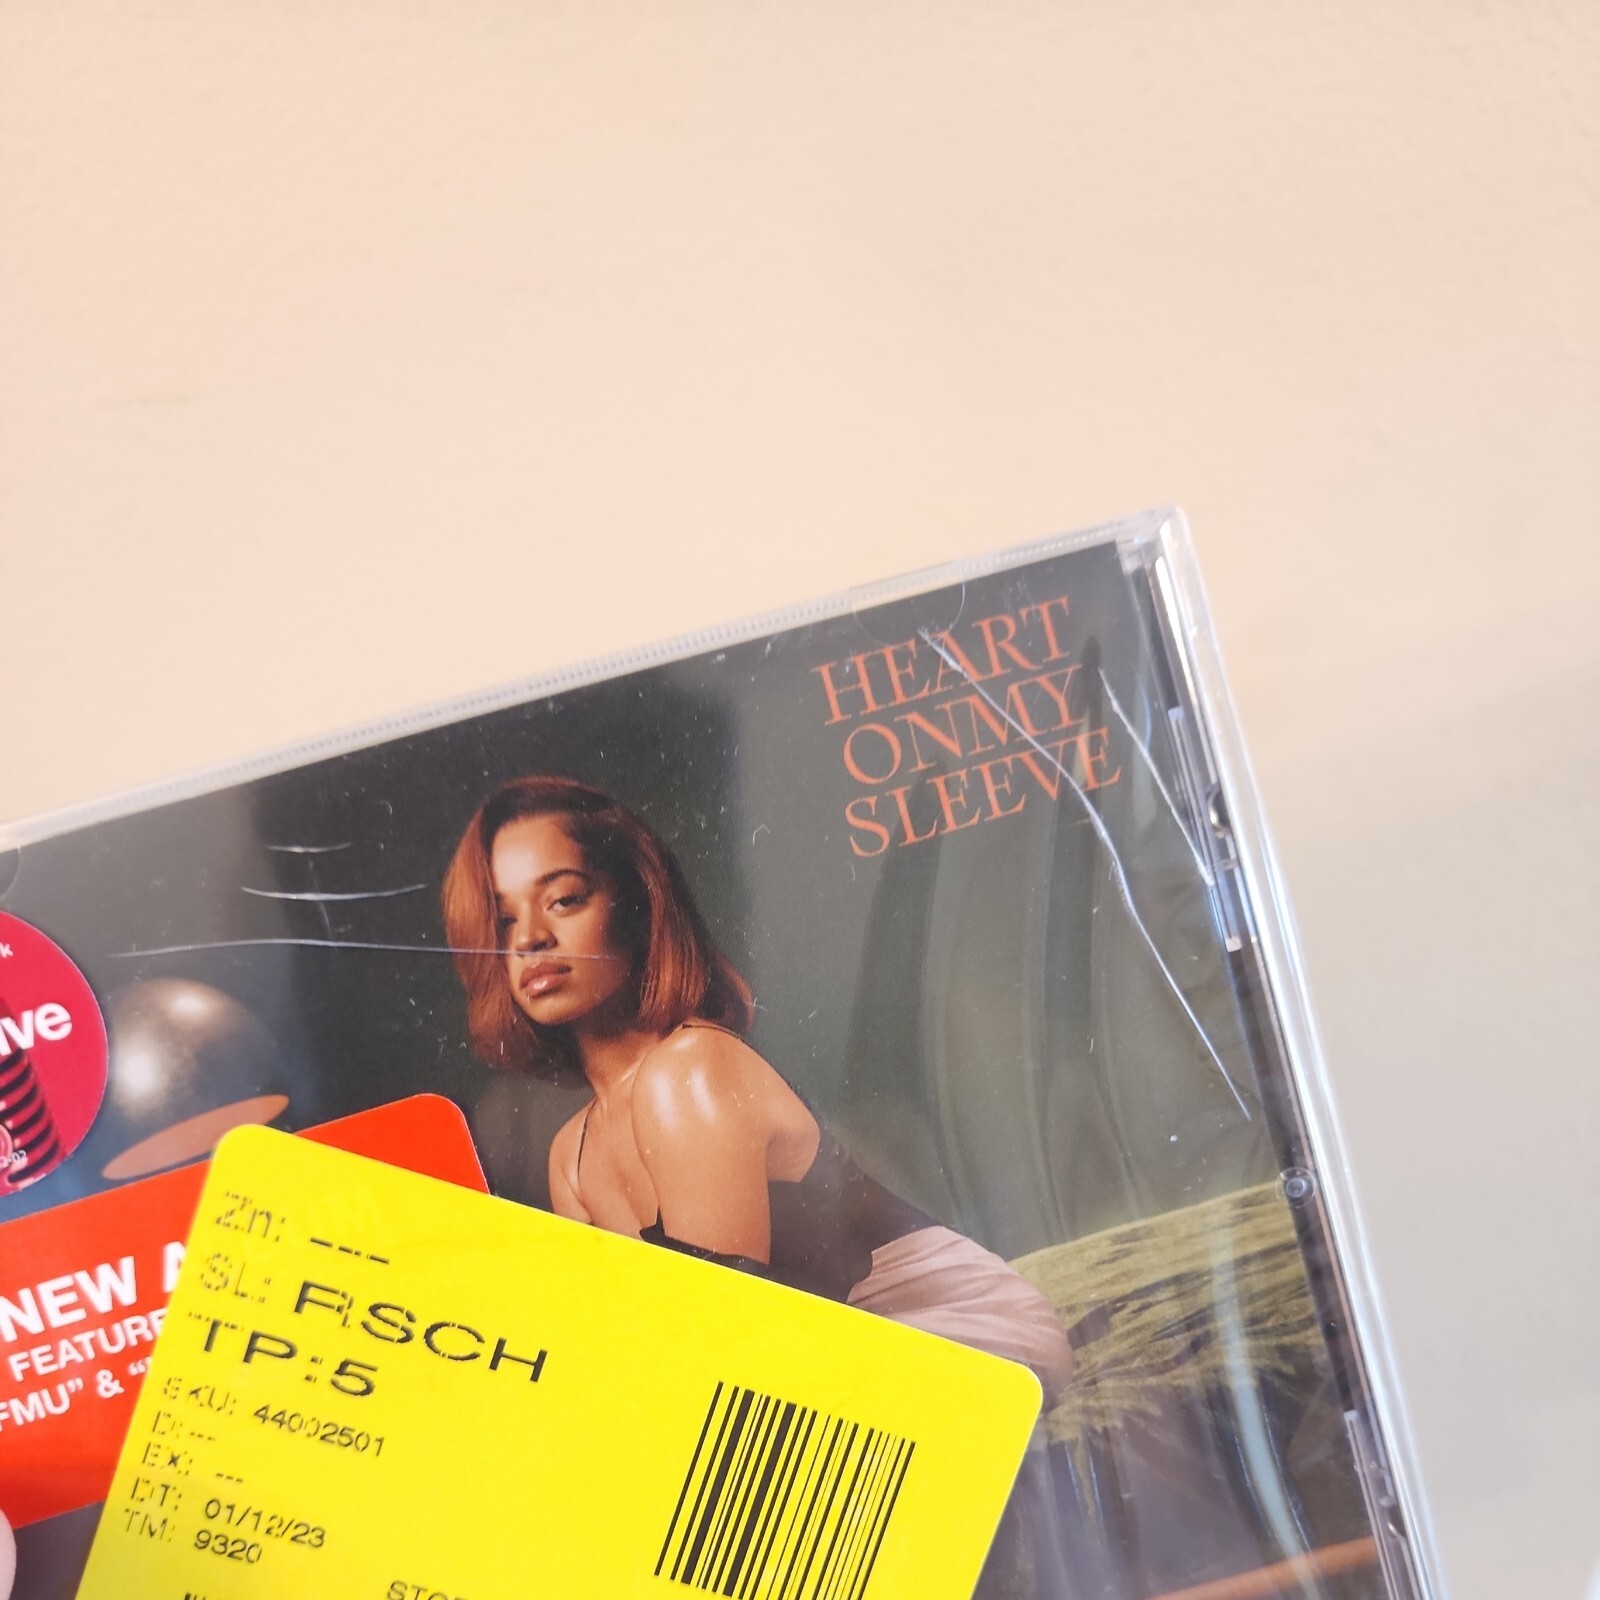 HEART
ONMY
SLEEVE
NEW
FEATURE
FMU" & "
Zn: ---
SL: RSCH
TP:5
SKU: 44002501
D:---
EX: ---
DT: 01/12/23
TM: 9320